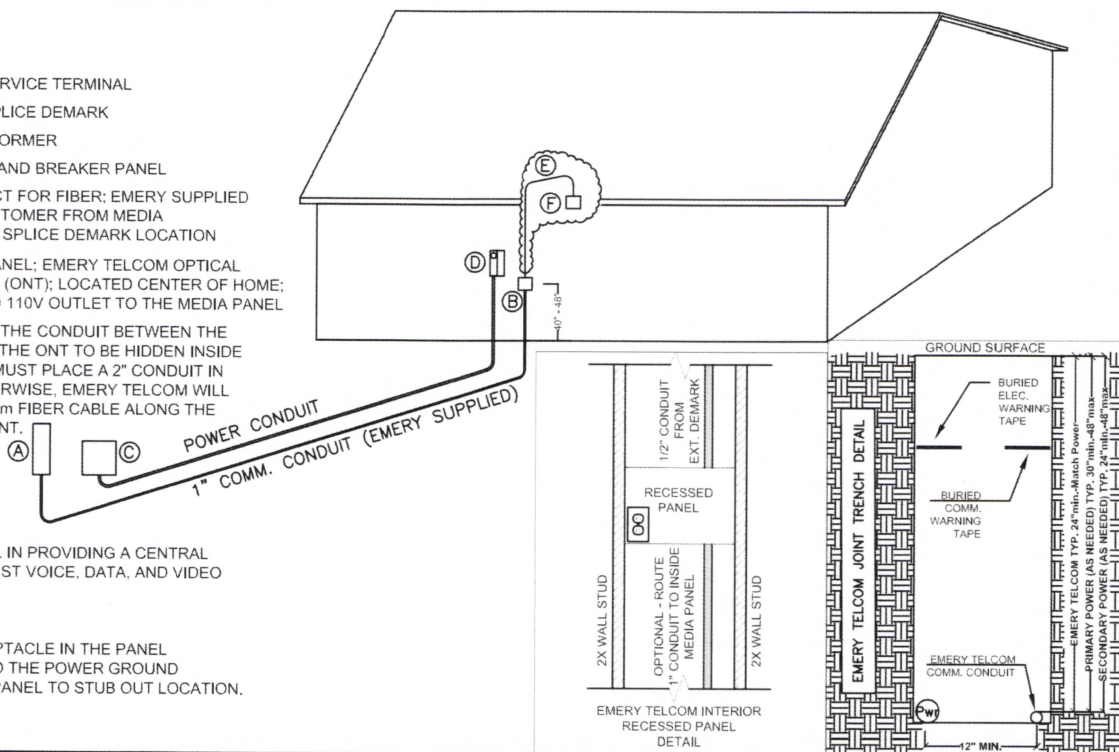 RVICE TERMINAL
PLICE DEMARK
ORMER
AND BREAKER PANEL
CT FOR FIBER; EMERY SUPPLIED
TOMER FROM MEDIA
SPLICE DEMARK LOCATION
ANEL; EMERY TELCOM OPTICAL
(ONT); LOCATED CENTER OF HOME;
110V OUTLET TO THE MEDIA PANEL
THE CONDUIT BETWEEN THE
THE ONT TO BE HIDDEN INSIDE
MUST PLACE A 2" CONDUIT IN
RWISE, EMERY TELCOM WILL
m FIBER CABLE ALONG THE
NT.
IN PROVIDING A CENTRAL
ST VOICE, DATA, AND VIDEO
PTACLE IN THE PANEL
O THE POWER GROUND
PANEL TO STUB OUT LOCATION.
A
C
D
B
E
F
40" - 48"
POWER CONDUIT
1" COMM. CONDUIT (EMERY SUPPLIED)
2X WALL STUD
1/2" CONDUIT
FROM
EXT. DEMARK
RECESSED
PANEL
OPTIONAL - ROUTE
1" CONDUIT TO INSIDE
MEDIA PANEL
2X WALL STUD
EMERY TELCOM INTERIOR
RECESSED PANEL
DETAIL
EMERY TELCOM JOINT TRENCH DETAIL
GROUND SURFACE
BURIED
ELEC.
WARNING
TAPE
BURIED
COMM.
WARNING
TAPE
EMERY TELCOM
COMM. CONDUIT
Pwr
12" MIN.
EMERY TELCOM TYP. 24"min.-Match Power
PRIMARY POWER (AS NEEDED) TYP. 30"min.-48"max
SECONDARY POWER (AS NEEDED) TYP. 24"min.-48"max